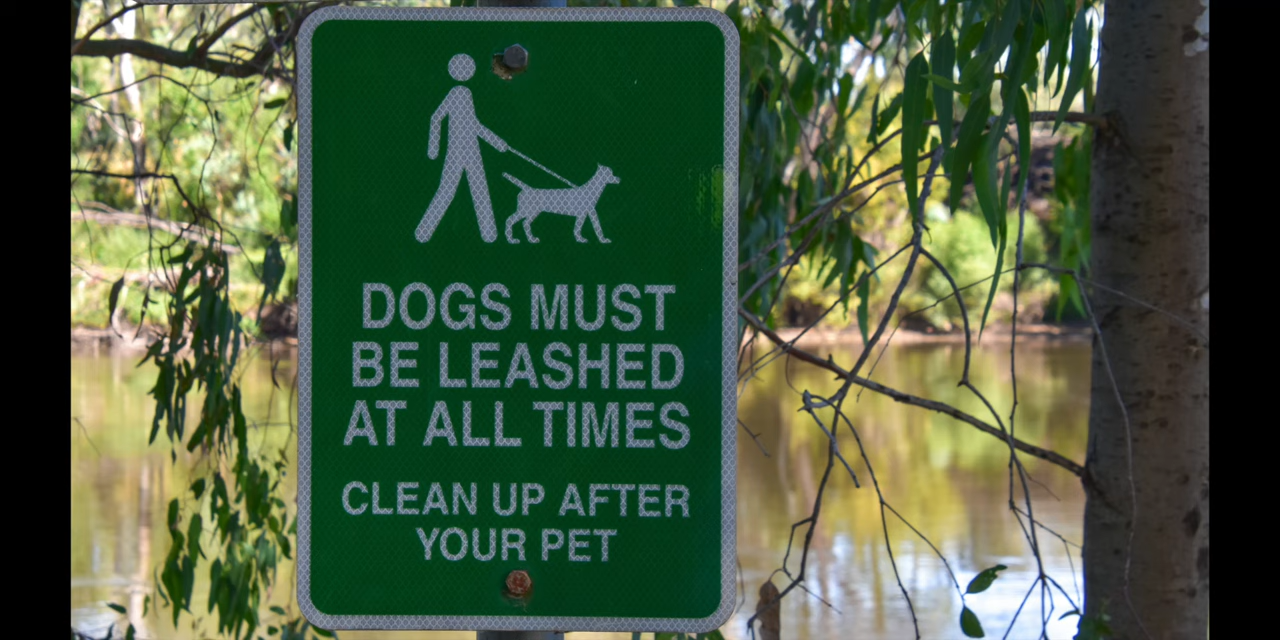 DOGS MUST
BE LEASHED
AT ALL TIMES
CLEAN UP AFTER
YOUR PET